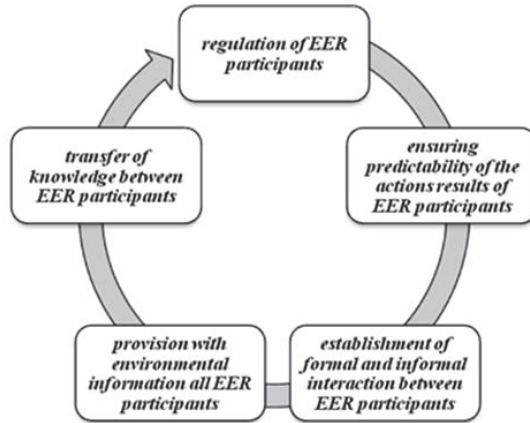 regulation of EER
participants
ensuring
predictability of the
actions results of
EER participants
establishment of
formal and informal
interaction between
EER participants
provision with
environmental
information all EER
participants
transfer of
knowledge between
EER participants